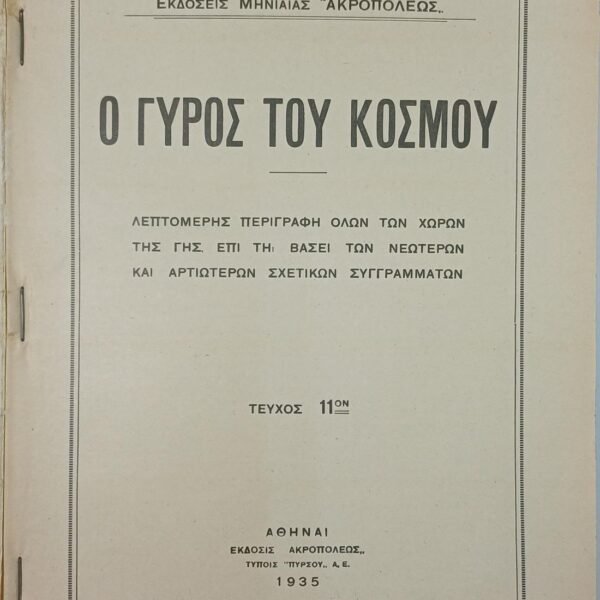 ΕΚΔΟΣΕΙΣ ΜΗΝΙΑΙΑΣ "ΑΚΡΟΠΟΛΕΩΣ„
Ο ΓΥΡΟΣ ΤΟΥ ΚΟΣΜΟΥ
ΛΕΠΤΟΜΕΡΗΣ ΠΕΡΙΓΡΑΦΗ ΟΛΩΝ ΤΩΝ ΧΩΡΩΝ
ΤΗΣ ΓΗΣ, ΕΠΙ ΤΗι ΒΑΣΕΙ ΤΩΝ ΝΕΩΤΕΡΩΝ
ΚΑΙ ΑΡΤΙΩΤΕΡΩΝ ΣΧΕΤΙΚΩΝ ΣΥΓΓΡΑΜΜΑΤΩΝ
ΤΕΥΧΟΣ 11ΟΝ
ΑΘΗΝΑΙ
ΕΚΔΟΣΙΣ ΑΚΡΟΠΟΛΕΩΣ„
ΤΥΠΟΙΣ "ΠΥΡΣΟΥ„ Α. Ε.
1935